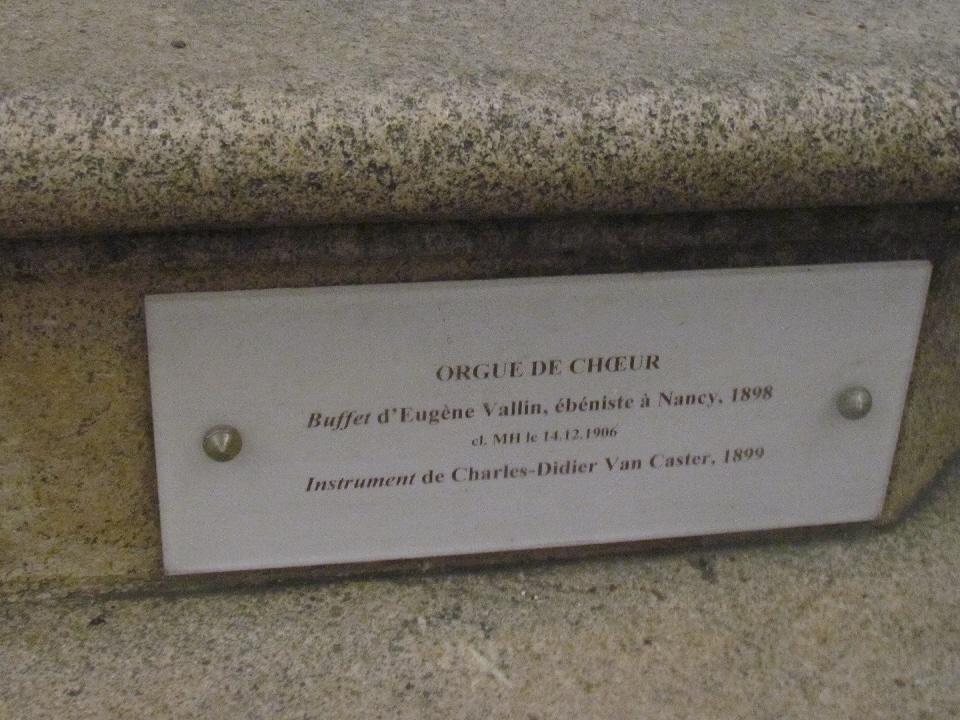 ORGUE DE CHŒUR
Buffet d'Eugène Vallin, ébéniste à Nancy, 1898
cl. MH le 14.12.1906
Instrument de Charles-Didier Van Caster, 1899